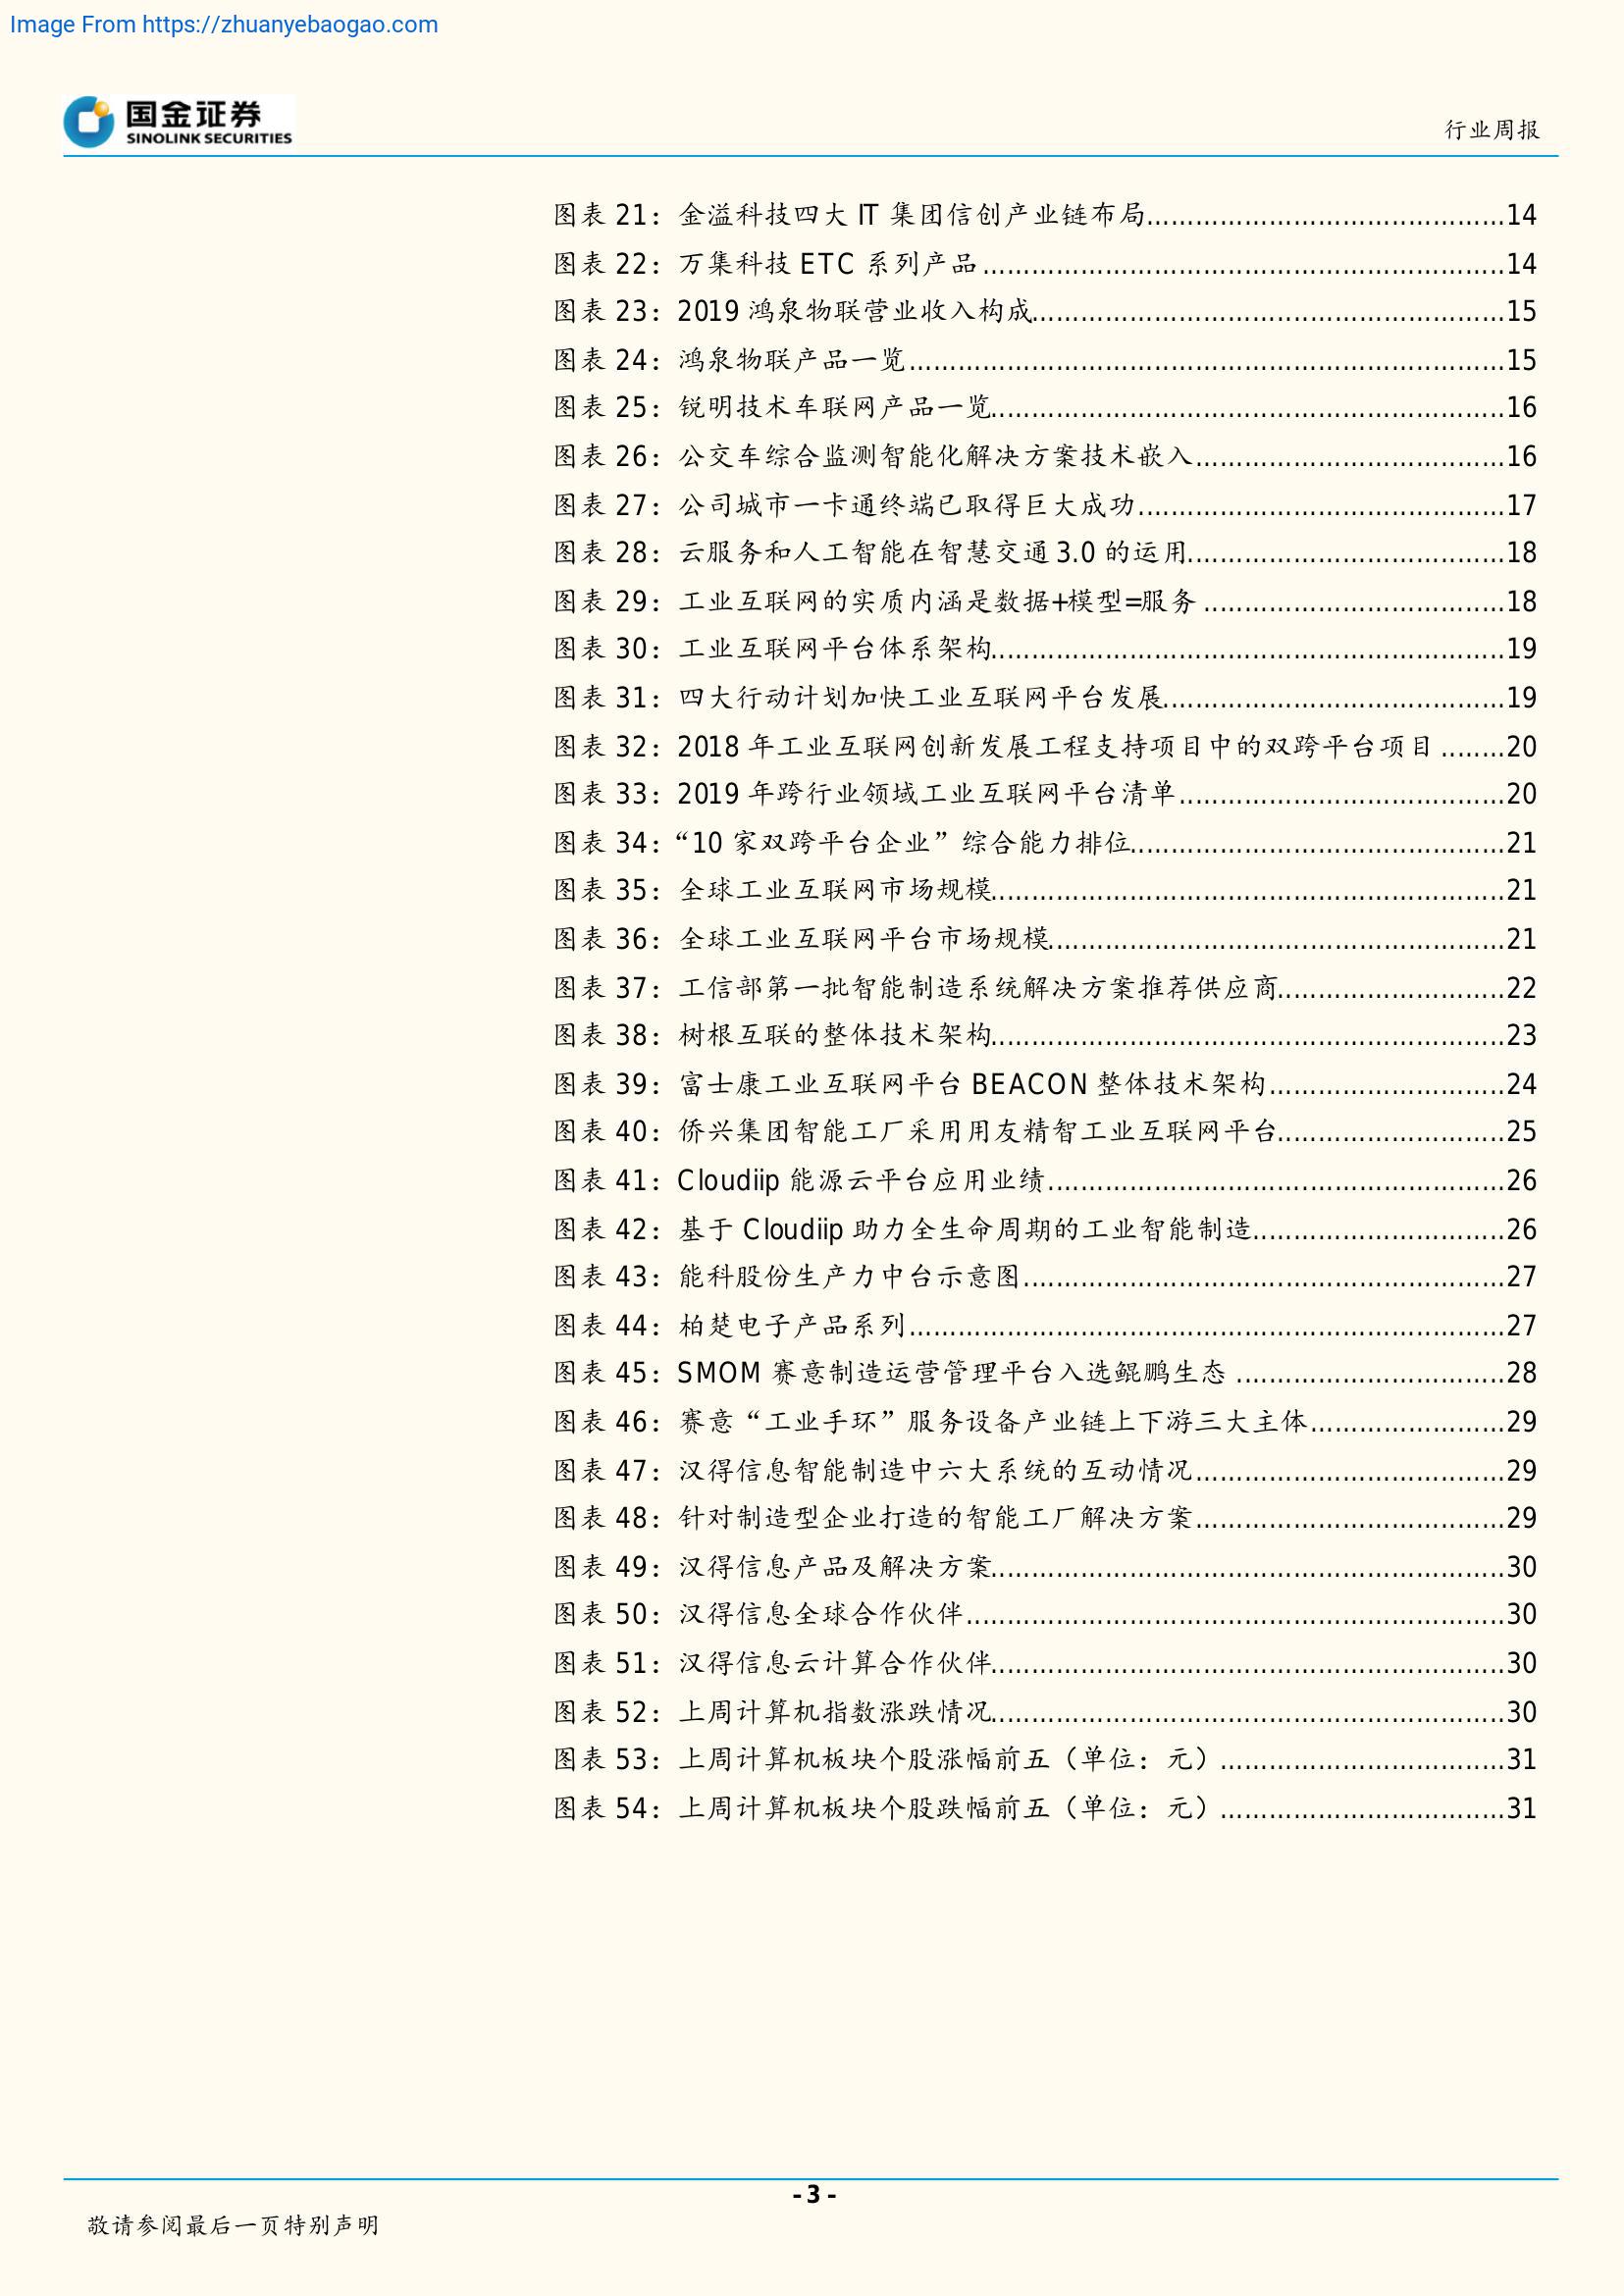 Image From https://zhuanyebaogao.com
国金证券
SINOLINK SECURITIES
行业周报
图表 21：金溢科技四大 IT 集团信创产业链布局............................................14
图表 22：万集科技 ETC 系列产品................................................................14
图表 23：2019 鸿泉物联营业收入构成..........................................................15
图表 24：鸿泉物联产品一览.........................................................................15
图表 25：锐明技术车联网产品一览...............................................................16
图表 26：公交车综合监测智能化解决方案技术嵌入......................................16
图表 27：公司城市一卡通终端已取得巨大成功.............................................17
图表 28：云服务和人工智能在智慧交通 3.0 的运用.......................................18
图表 29：工业互联网的实质内涵是数据+模型=服务 .....................................18
图表 30：工业互联网平台体系架构...............................................................19
图表 31：四大行动计划加快工业互联网平台发展..........................................19
图表 32：2018 年工业互联网创新发展工程支持项目中的双跨平台项目 ........20
图表 33：2019 年跨行业领域工业互联网平台清单........................................20
图表 34：“10 家双跨平台企业”综合能力排位..............................................21
图表 35：全球工业互联网市场规模...............................................................21
图表 36：全球工业互联网平台市场规模........................................................21
图表 37：工信部第一批智能制造系统解决方案推荐供应商............................22
图表 38：树根互联的整体技术架构...............................................................23
图表 39：富士康工业互联网平台 BEACON 整体技术架构.............................24
图表 40：侨兴集团智能工厂采用用友精智工业互联网平台............................25
图表 41：Cloudiip 能源云平台应用业绩........................................................26
图表 42：基于 Cloudiip 助力全生命周期的工业智能制造...............................26
图表 43：能科股份生产力中台示意图...........................................................27
图表 44：柏楚电子产品系列.........................................................................27
图表 45：SMOM 赛意制造运营管理平台入选鲲鹏生态 .................................28
图表 46：赛意“工业手环”服务设备产业链上下游三大主体........................29
图表 47：汉得信息智能制造中六大系统的互动情况......................................29
图表 48：针对制造型企业打造的智能工厂解决方案......................................29
图表 49：汉得信息产品及解决方案...............................................................30
图表 50：汉得信息全球合作伙伴..................................................................30
图表 51：汉得信息云计算合作伙伴...............................................................30
图表 52：上周计算机指数涨跌情况...............................................................30
图表 53：上周计算机板块个股涨幅前五（单位：元）...................................31
图表 54：上周计算机板块个股跌幅前五（单位：元）...................................31
- 3 -
敬请参阅最后一页特别声明